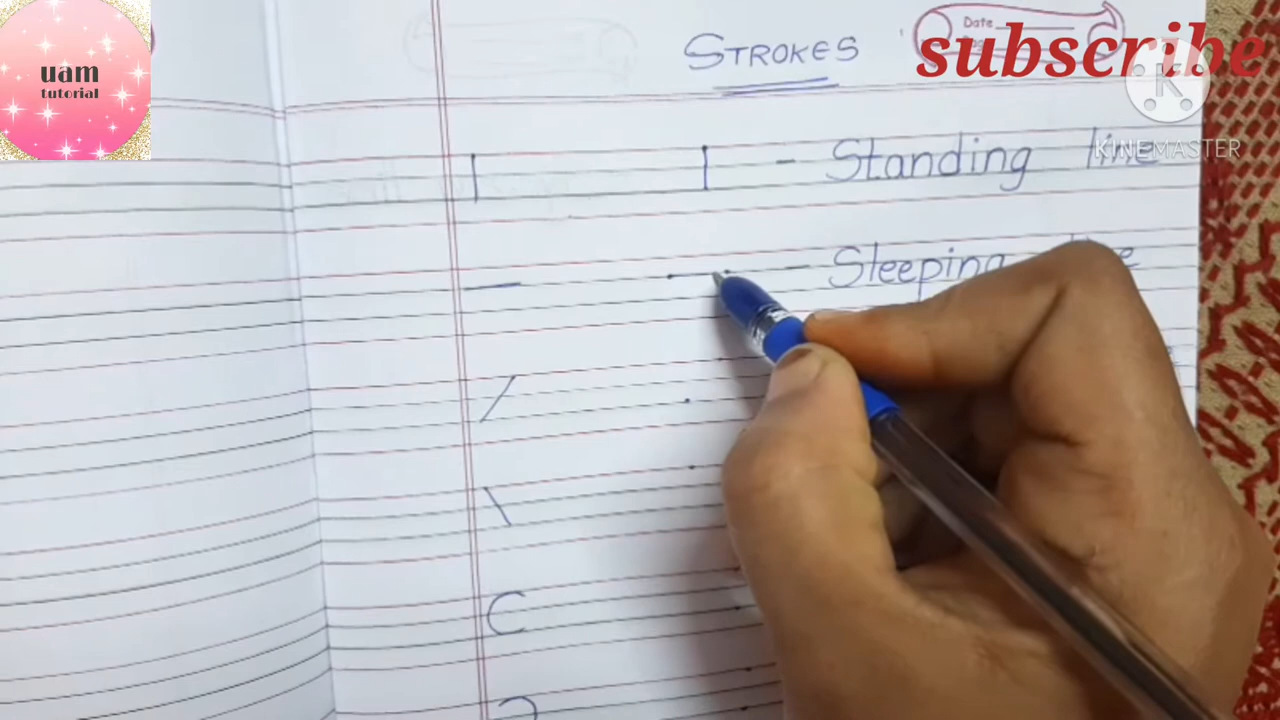 uam
tutorial
STROKES
Date
subscribe
KINEMASTER
Standing line
Sleeping